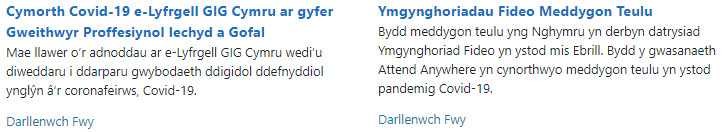 Cymorth Covid-19 e-Lyfrgell GIG Cymru ar gyfer
Gweithwyr Proffesiynol Iechyd a Gofal
Mae llawer o'r adnoddau ar e-Lyfrgell GIG Cymru wedi'u
diweddaru i ddarparu gwybodaeth ddigidol ddefnyddiol
ynglŷn â'r coronafeirws, Covid-19.
Darllenwch Fwy
Ymgynghoriadau Fideo Meddygon Teulu
Bydd meddygon teulu yng Nghymru yn derbyn datrysiad
Ymgynghoriad Fideo yn ystod mis Ebrill. Bydd y gwasanaeth
Attend Anywhere yn cynorthwyo meddygon teulu yn ystod
pandemig Covid-19.
Darllenwch Fwy